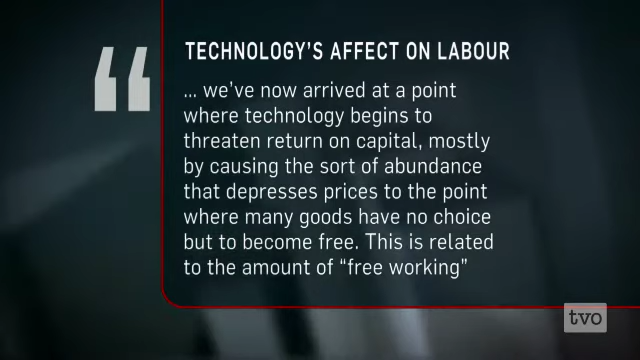 TECHNOLOGY'S AFFECT ON LABOUR
... we've now arrived at a point
where technology begins to
threaten return on capital, mostly
by causing the sort of abundance
that depresses prices to the point
where many goods have no choice
but to become free. This is related
to the amount of “free working”
tvo